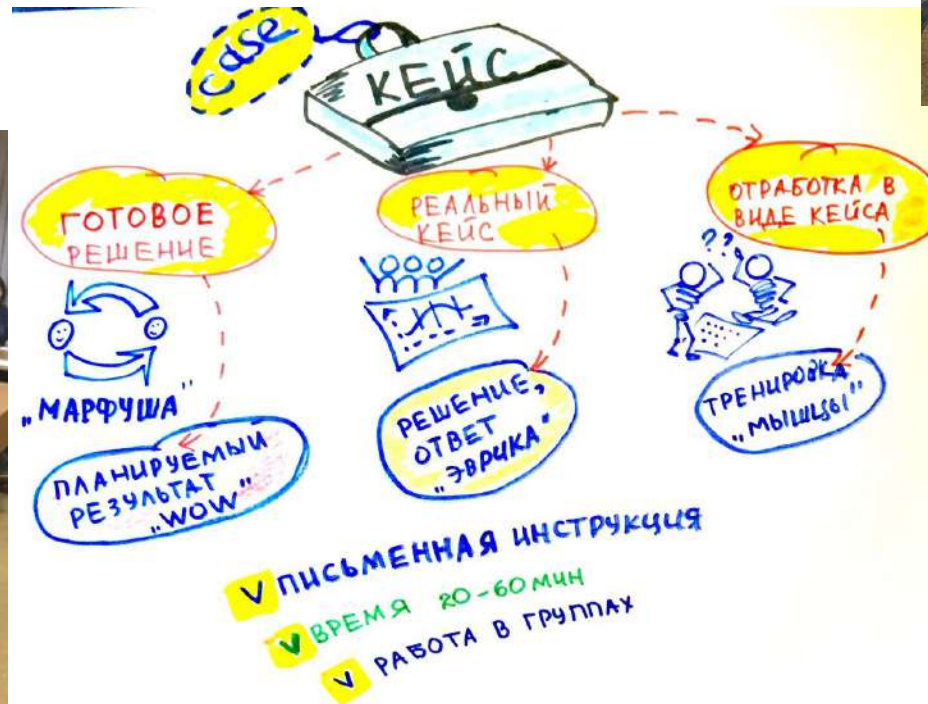 case
КЕЙС
ГОТОВОЕ
РЕШЕНИЕ
РЕАЛЬНЫЙ
КЕЙС
ОТРАБОТКА В
ВИДЕ КЕЙСА
??
„МАРФУША"
ПЛАНИРУЕМЫЙ
РЕЗУЛЬТАТ
„WOW"
РЕШЕНИЕ,
ОТВЕТ
„ЭВРИКА"
ТРЕНИРОВКА
„МЫШЦЫ"
V ПИСЬМЕННАЯ ИНСТРУКЦИЯ
V ВРЕМЯ 20-60 МИН
V РАБОТА В ГРУППАХ